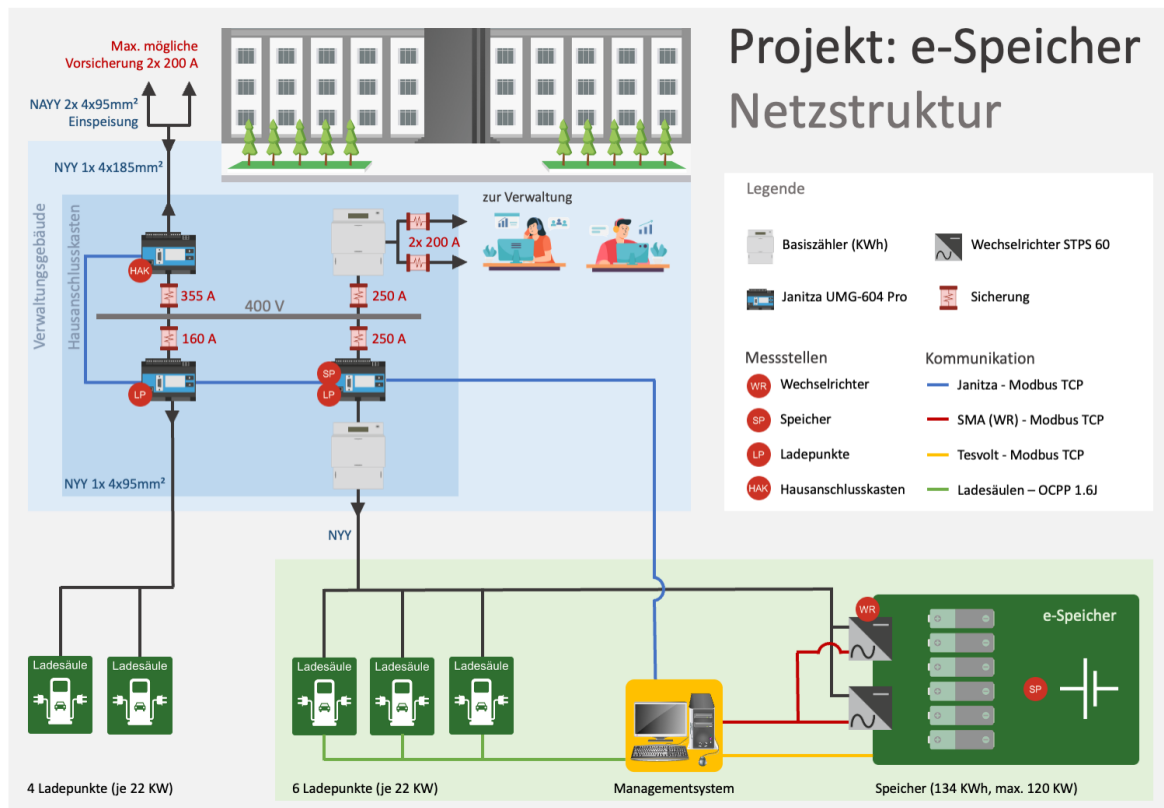 Max. mögliche
Vorsicherung 2x 200 A
NAYY 2x 4x95mm²
Einspeisung
NYY 1x 4x185mm²
Projekt: e-Speicher
Netzstruktur
Verwaltungsgebäude
Hausanschlusskasten
HAK
355 A
400 V
160 A
LP
NYY 1x 4x95mm²
zur Verwaltung
2x 200 A
250 A
250 A
SP
LP
NYY
Legende
Basiszähler (KWh)
Wechselrichter STPS 60
Janitza UMG-604 Pro
Sicherung
Messstellen
WR
Wechselrichter
SP
Speicher
LP
Ladepunkte
HAK
Hausanschlusskasten
Kommunikation
Janitza - Modbus TCP
SMA (WR) - Modbus TCP
Tesvolt - Modbus TCP
Ladesäulen – OCPP 1.6J
Ladesäule
Ladesäule
4 Ladepunkte (je 22 KW)
Ladesäule
Ladesäule
Ladesäule
6 Ladepunkte (je 22 KW)
Managementsystem
WR
e-Speicher
SP
Speicher (134 KWh, max. 120 KW)